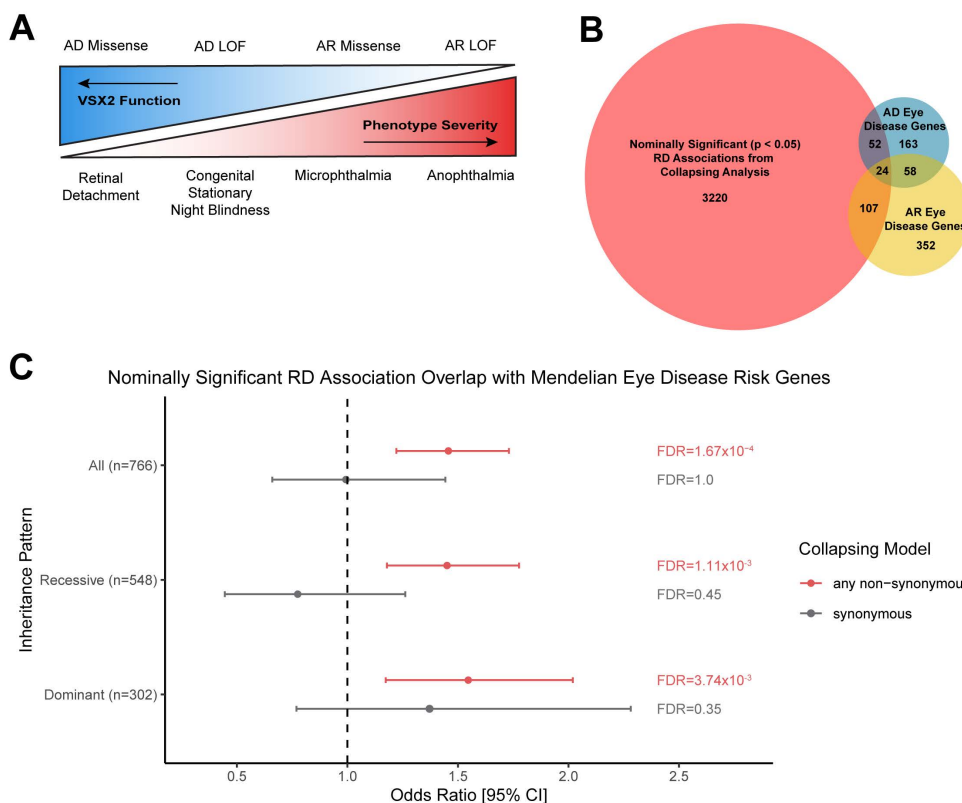 A
AD Missense AD LOF AR Missense AR LOF
VSX2 Function
Phenotype Severity
Retinal
Detachment
Congenital
Stationary
Night Blindness
Microphthalmia
Anophthalmia
B
Nominally Significant (p < 0.05)
RD Associations from
Collapsing Analysis
3220
AD Eye
Disease Genes
52 163
24 58
107
AR Eye
Disease Genes
352
C
Nominally Significant RD Association Overlap with Mendelian Eye Disease Risk Genes
Inheritance Pattern
All (n=766)
FDR=1.67x10⁻⁴
FDR=1.0
Recessive (n=548)
FDR=1.11x10⁻³
FDR=0.45
Dominant (n=302)
FDR=3.74x10⁻³
FDR=0.35
0.5 1.0 1.5 2.0 2.5
Odds Ratio [95% CI]
Collapsing Model
any non−synonymou
synonymous